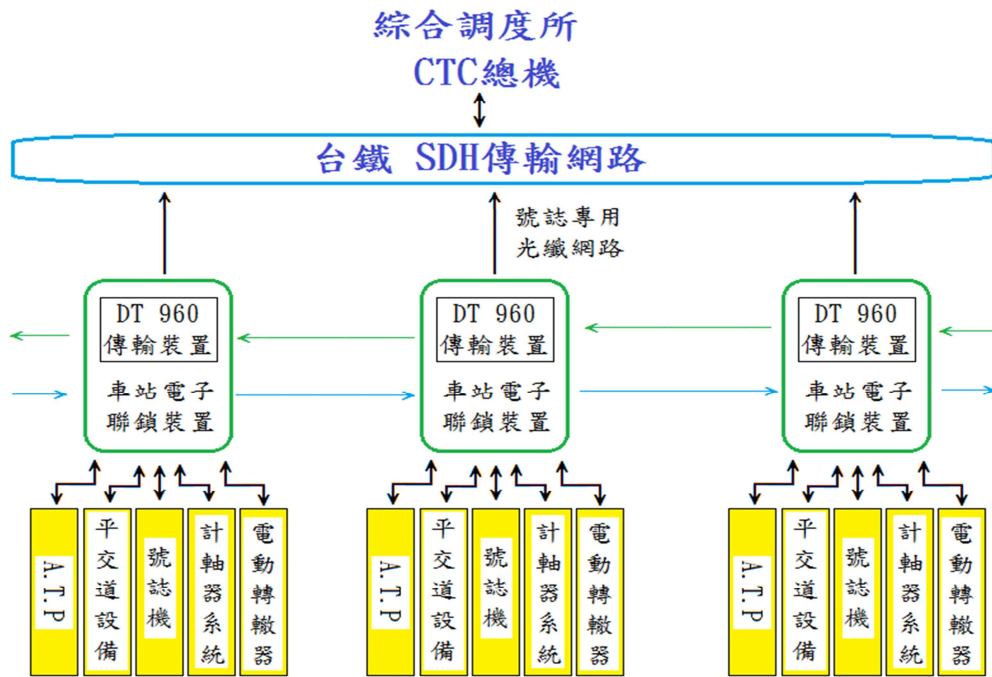 綜合調度所
CTC總機
台鐵 SDH傳輸網路
號誌專用
光纖網路
DT 960
傳輸裝置
車站電子
聯鎖裝置
DT 960
傳輸裝置
車站電子
聯鎖裝置
DT 960
傳輸裝置
車站電子
聯鎖裝置
A.T.P
平交道設備
號誌機
計軸器系統
電動轉轍器
A.T.P
平交道設備
號誌機
計軸器系統
電動轉轍器
A.T.P
平交道設備
號誌機
計軸器系統
電動轉轍器